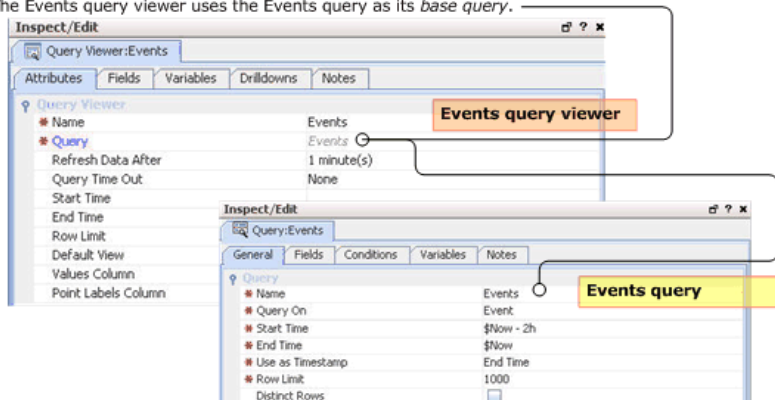 he Events query viewer uses the Events query as its base query.
Inspect/Edit
Query Viewer:Events
Attributes Fields Variables Drilldowns Notes
Query Viewer
Name Events
Events query viewer
Query Events
Refresh Data After 1 minute(s)
Query Time Out None
Start Time
End Time
Row Limit
Default View
Values Column
Point Labels Column
Inspect/Edit
Query:Events
General Fields Conditions Variables Notes
Query
Name Events
Events query
Query On Event
Start Time $Now - 2h
End Time $Now
Use as Timestamp End Time
Row Limit 1000
Distinct Rows